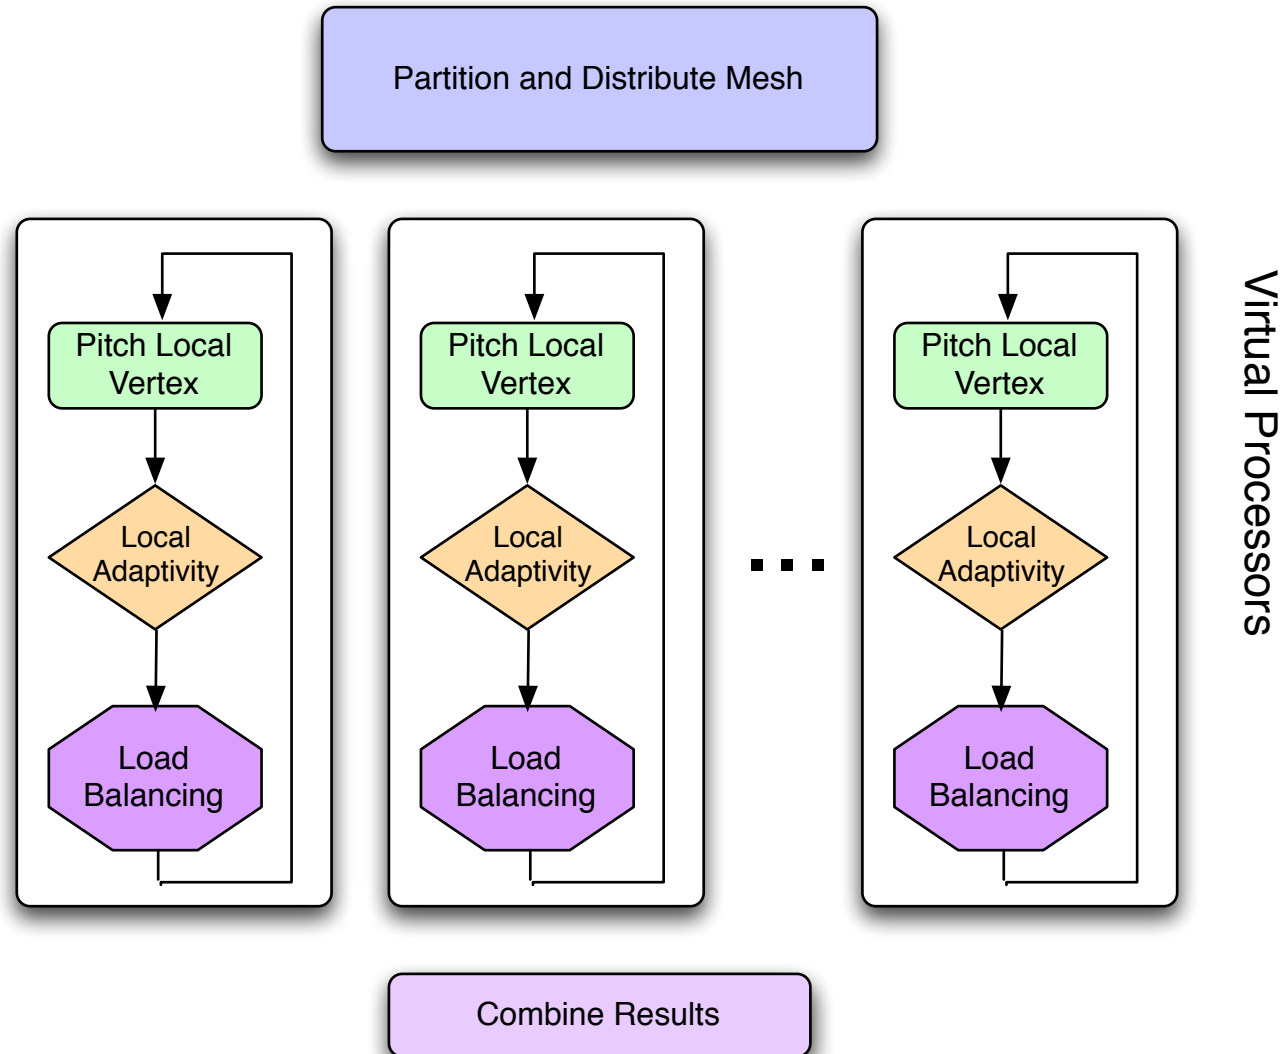 Partition and Distribute Mesh
Pitch Local
Vertex
Local
Adaptivity
Load
Balancing
Pitch Local
Vertex
Local
Adaptivity
Load
Balancing
Pitch Local
Vertex
Local
Adaptivity
Load
Balancing
Virtual Processors
Combine Results